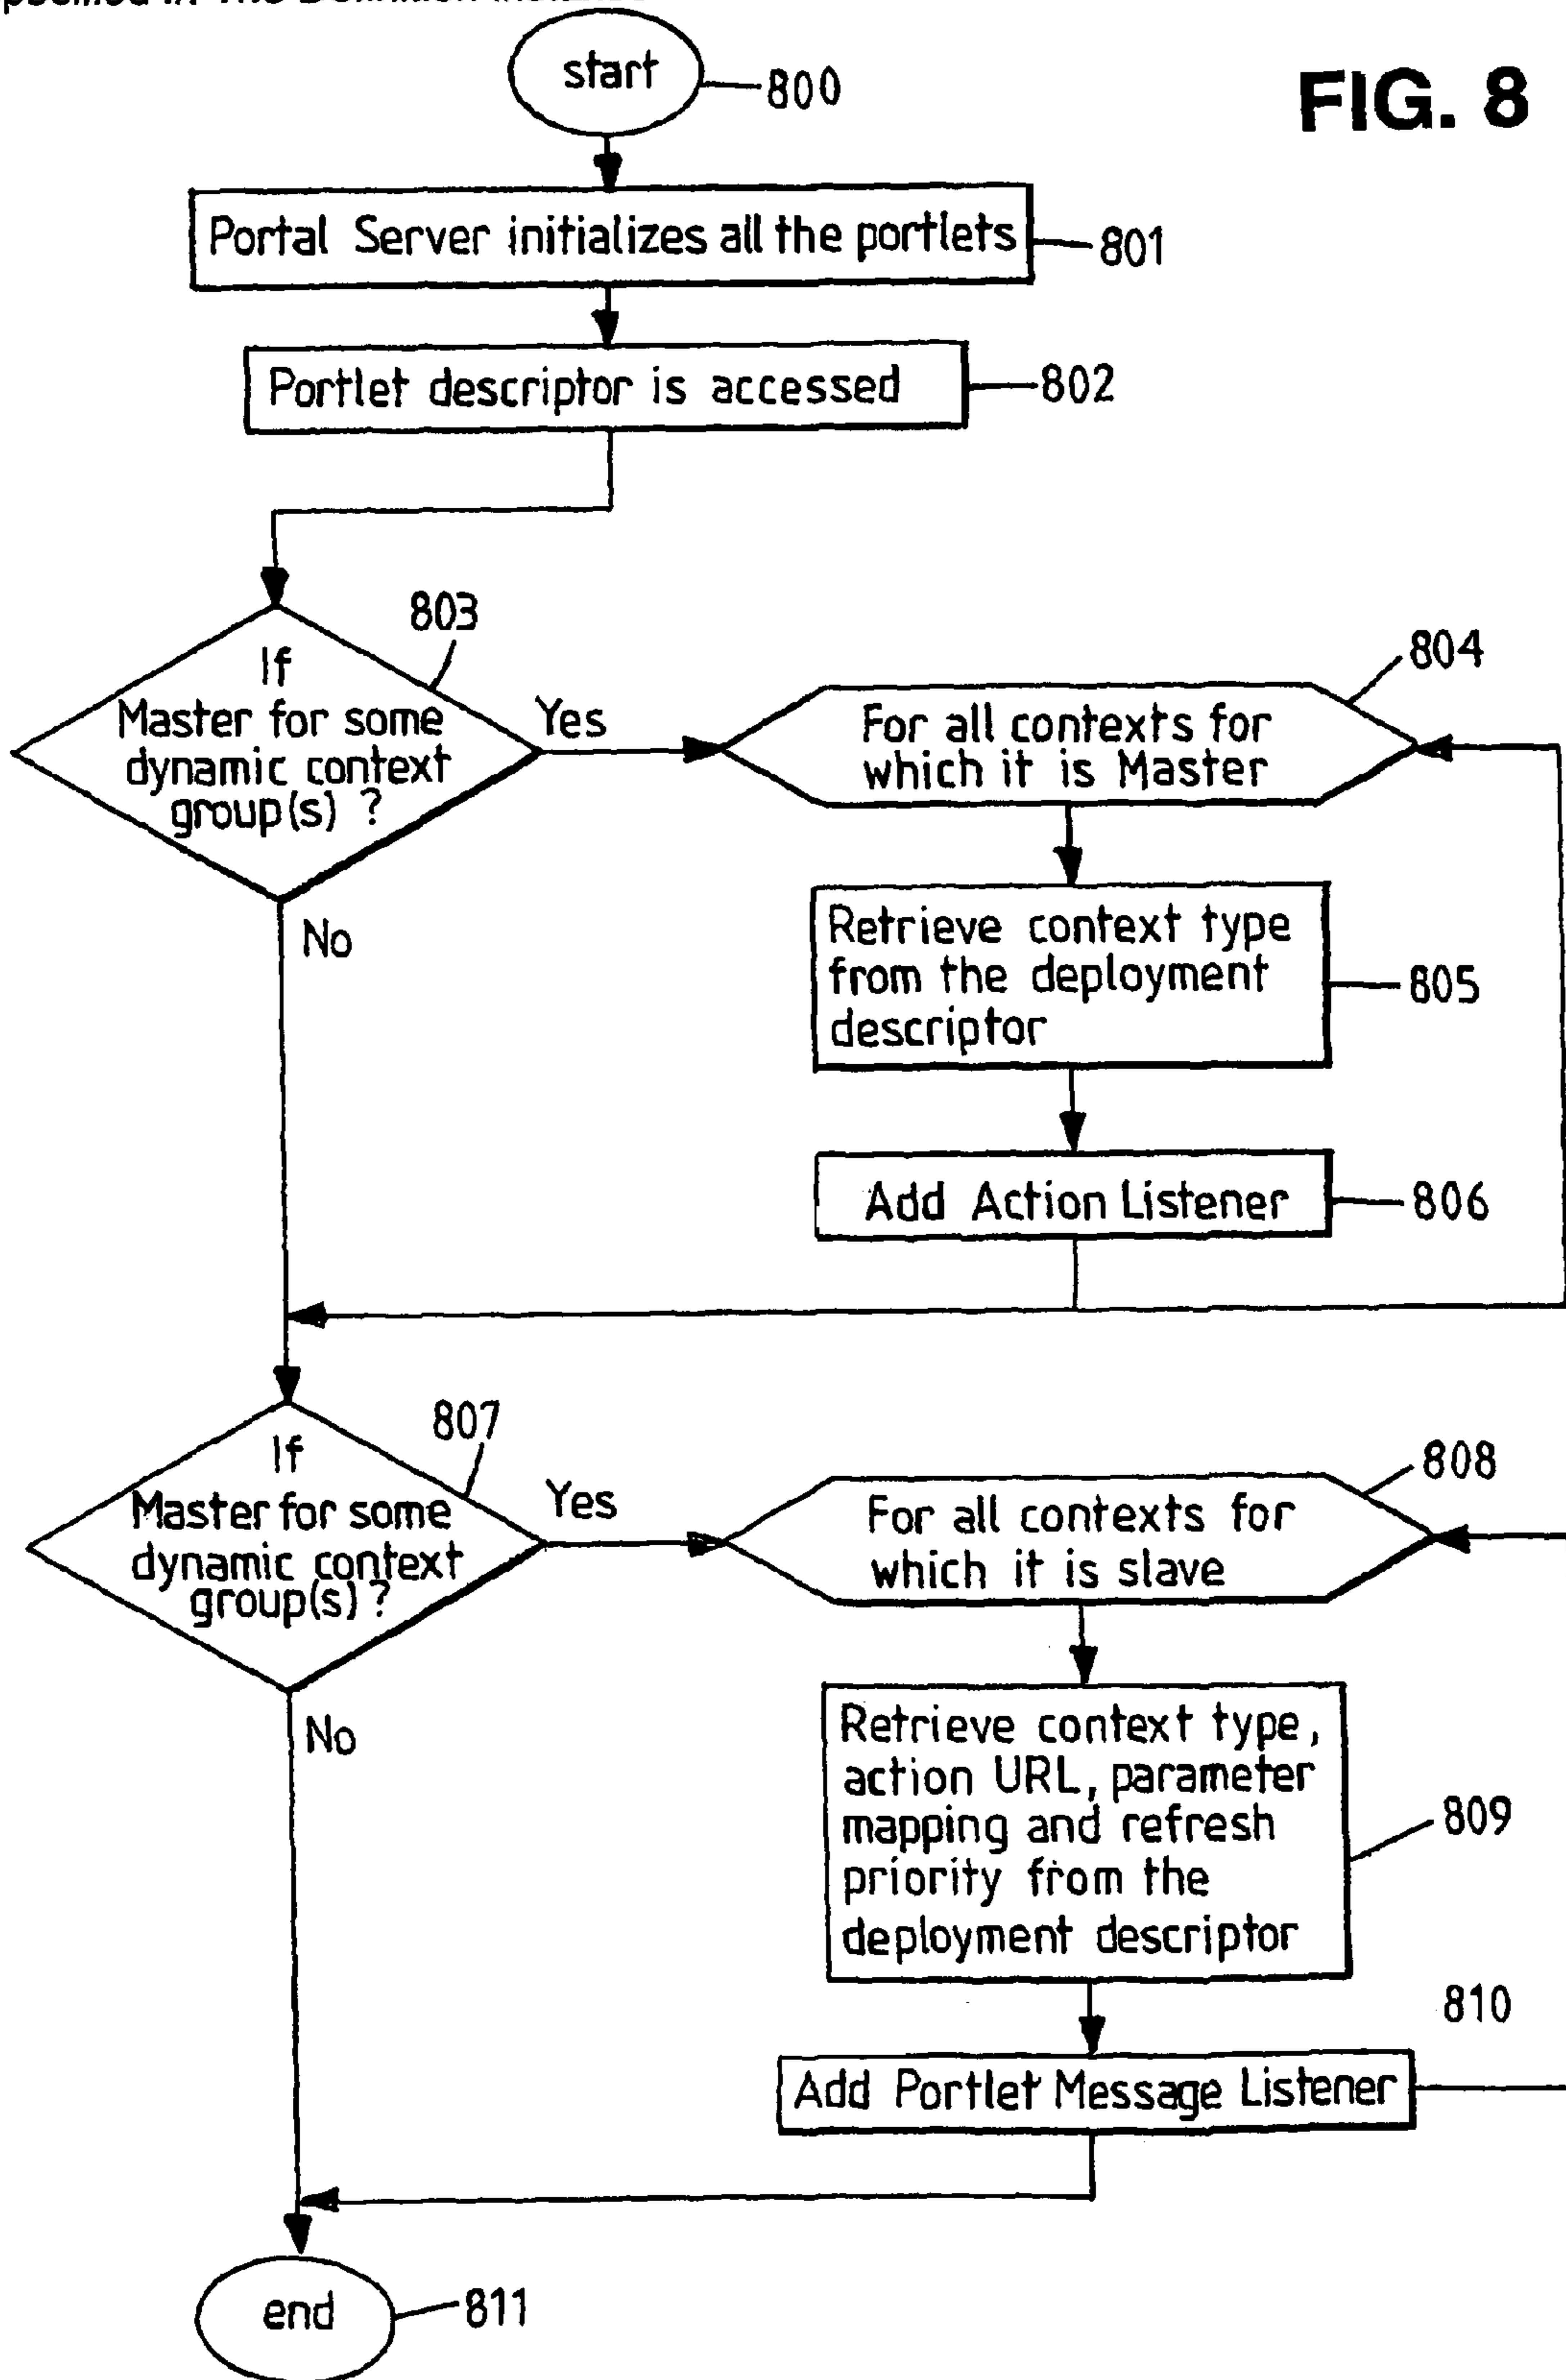 start
800
FIG. 8
Portal Server initializes all the portlets
801
Portlet descriptor is accessed
802
803
If
Master for some
dynamic context
group(s) ?
Yes
No
804
For all contexts for
which it is Master
Retrieve context type
from the deployment
descriptor
805
Add Action Listener
806
807
If
Master for some
dynamic context
group(s) ?
Yes
No
808
For all contexts for
which it is slave
Retrieve context type,
action URL, parameter
mapping and refresh
priority from the
deployment descriptor
809
810
Add Portlet Message Listener
end
811